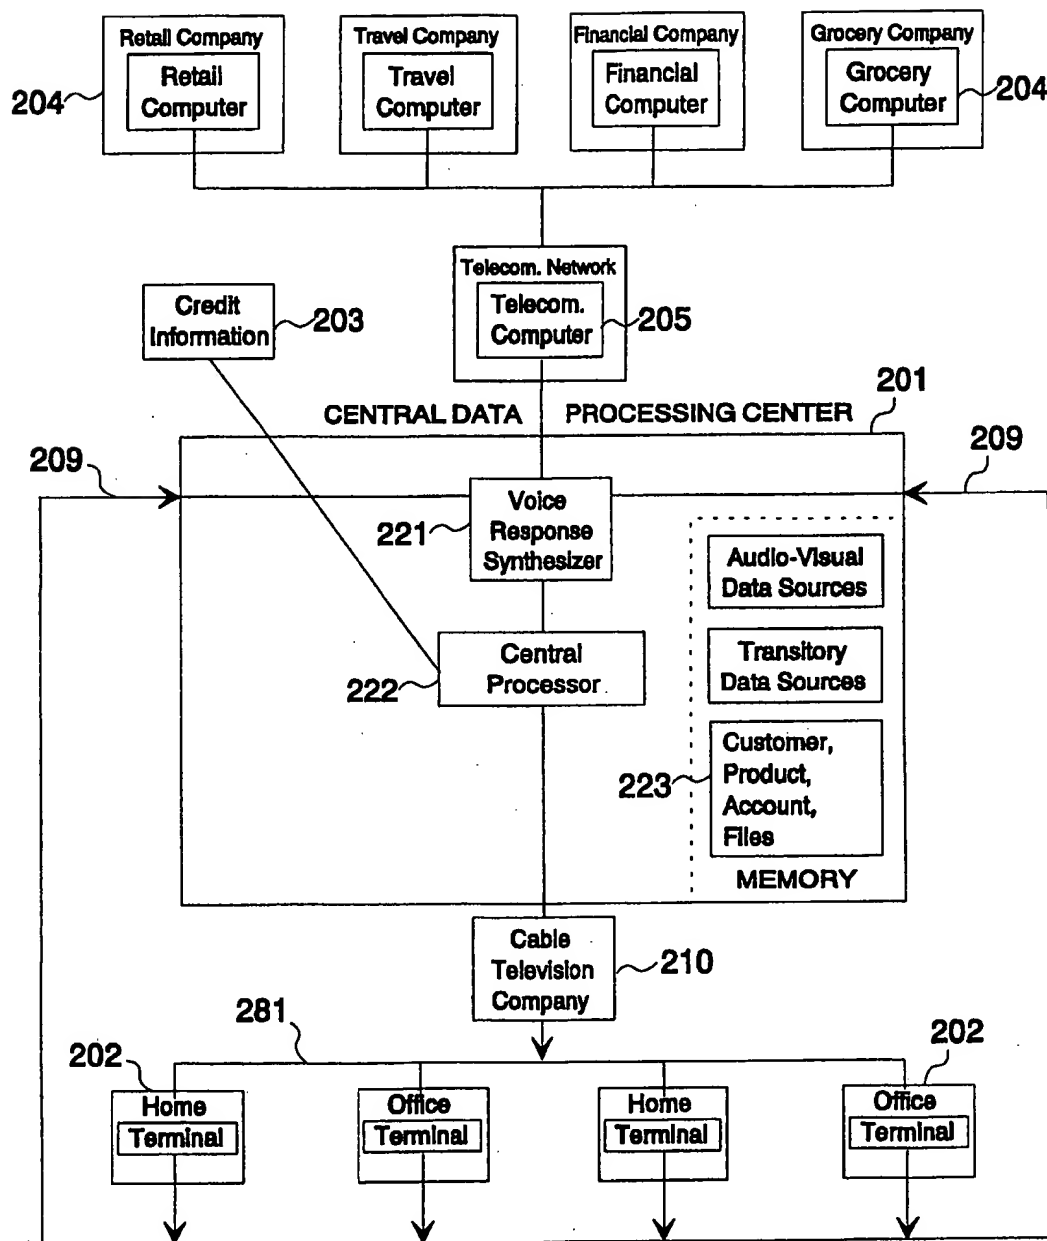 Retail Company
Retail
Computer
204
Travel Company
Travel
Computer
Financial Company
Financial
Computer
Grocery Company
Grocery
Computer
204
Telecom. Network
Telecom.
Computer
205
Credit
Information
203
CENTRAL DATA PROCESSING CENTER
201
209
209
Voice
Response
Synthesizer
221
Central
Processor
222
Audio-Visual
Data Sources
Transitory
Data Sources
Customer,
Product,
Account,
Files
223
MEMORY
Cable
Television
Company
210
281
202
202
Home
Terminal
Office
Terminal
Home
Terminal
Office
Terminal